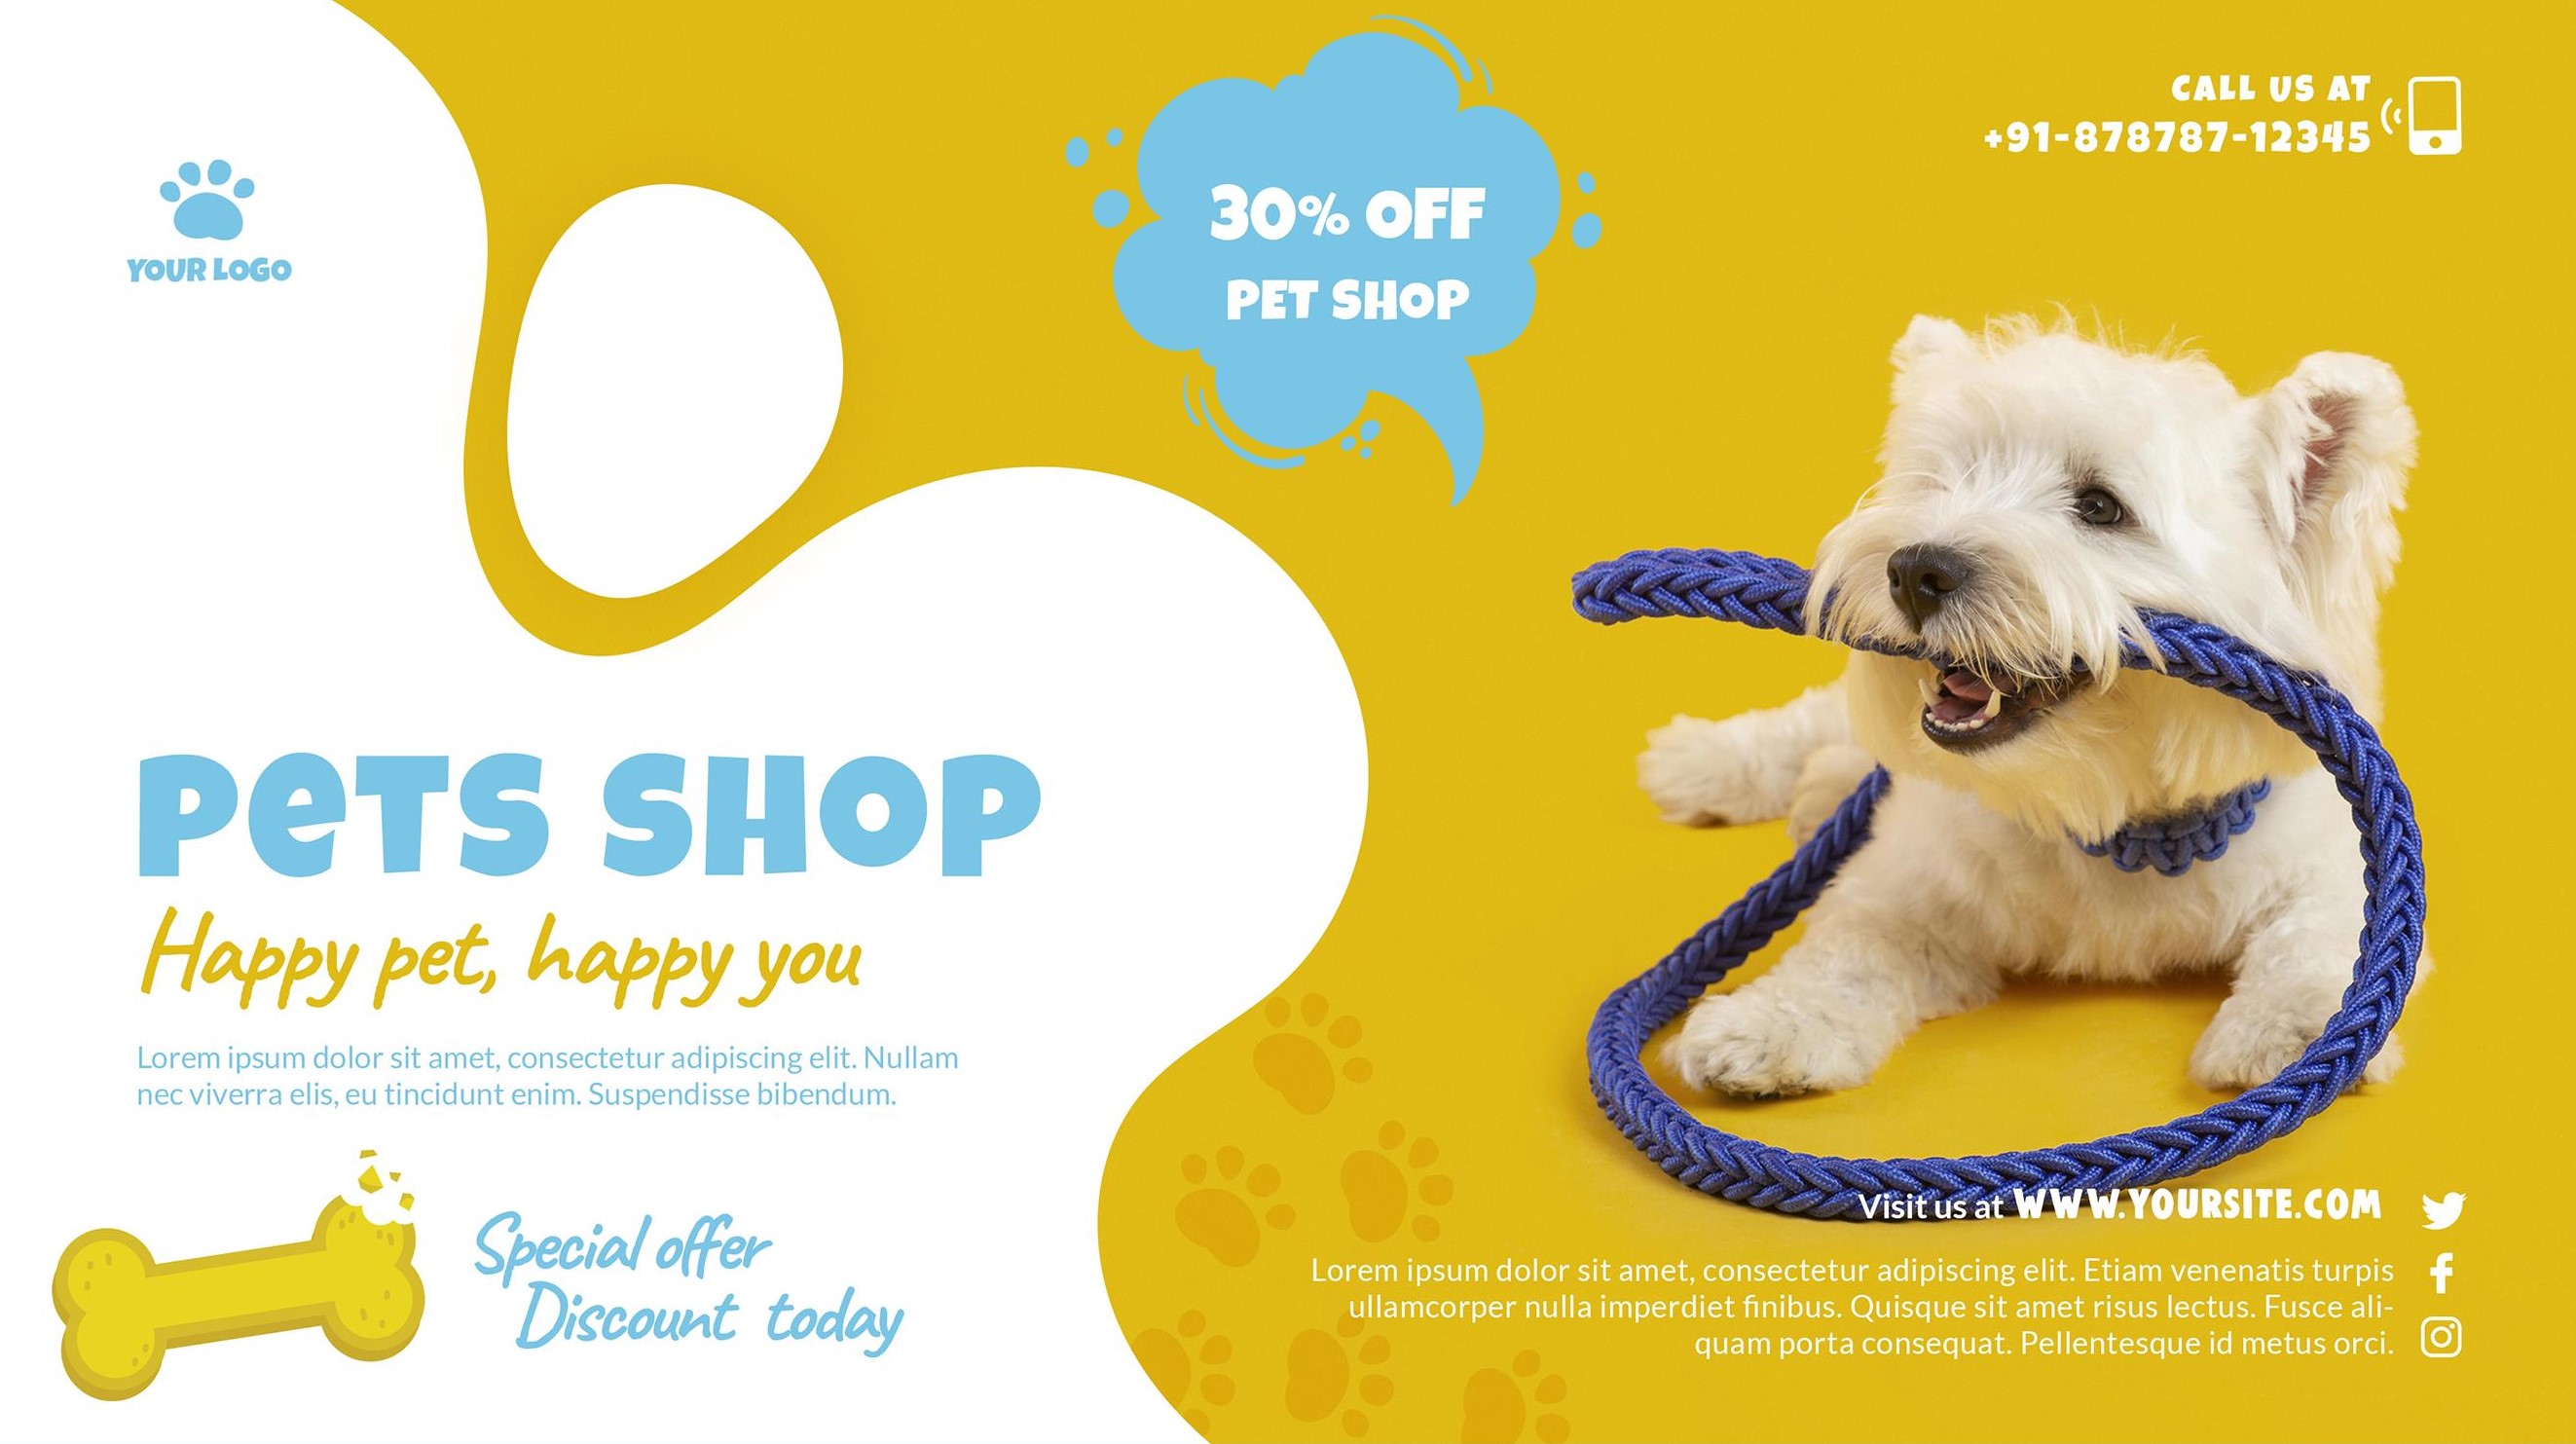 YOUR LOGO
30% OFF
PET SHOP
CALL US AT
+91-878787-12345
PeTS SHOP
Happy pet, happy you
Lorem ipsum dolor sit amet, consectetur adipiscing elit. Nullam
nec viverra elis, eu tincidunt enim. Suspendisse bibendum.
Special offer
Discount today
Visit us at WWW.YOURSITE.COM
Lorem ipsum dolor sit amet, consectetur adipiscing elit. Etiam venenatis turpis
ullamcorper nulla imperdiet finibus. Quisque sit amet risus lectus. Fusce ali-
quam porta consequat. Pellentesque id metus orci.